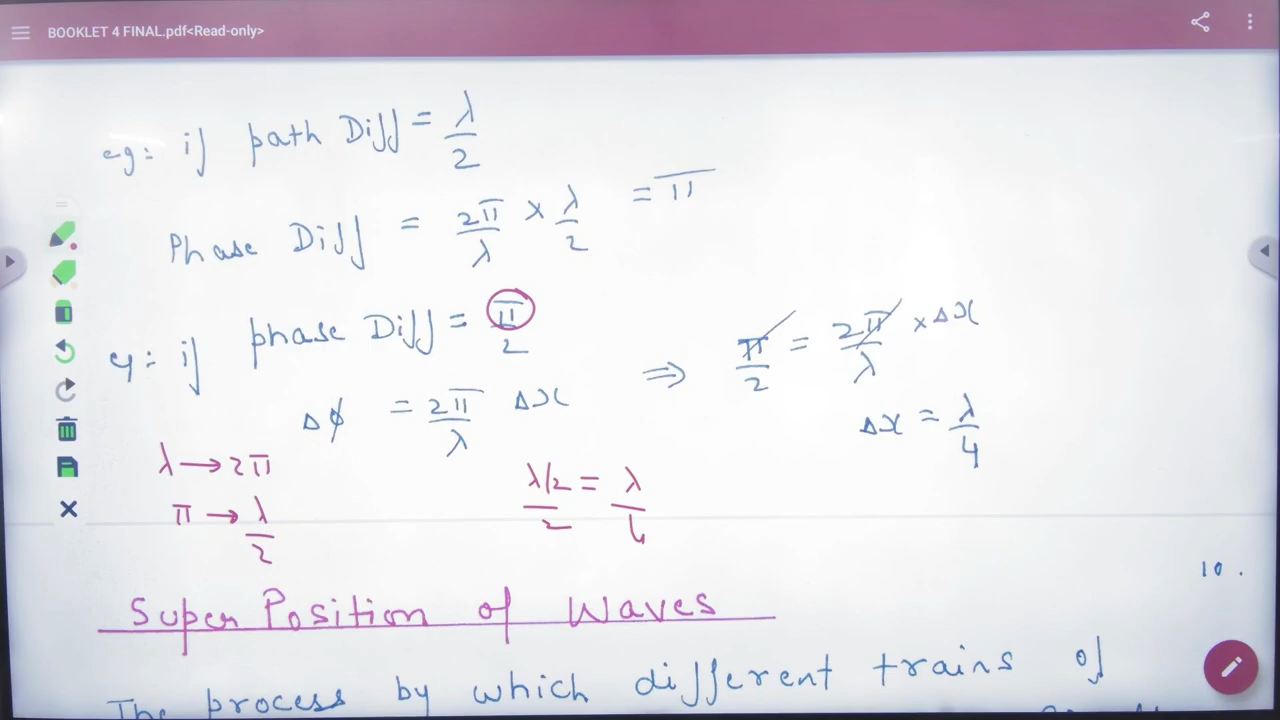 BOOKLET 4 FINAL.pdf<Read-only>
eg: if path Diff = λ/2
Phase Diff = 2π/λ × λ/2 = π
eg: if phase Diff = π/2
Δϕ = 2π/λ Δx ⇒ π/2 = 2π/λ × Δx
Δx = λ/4
λ → 2π
π → λ/2
λ/2/2 = λ/4
10.
Super Position of Waves
The process by which different trains of